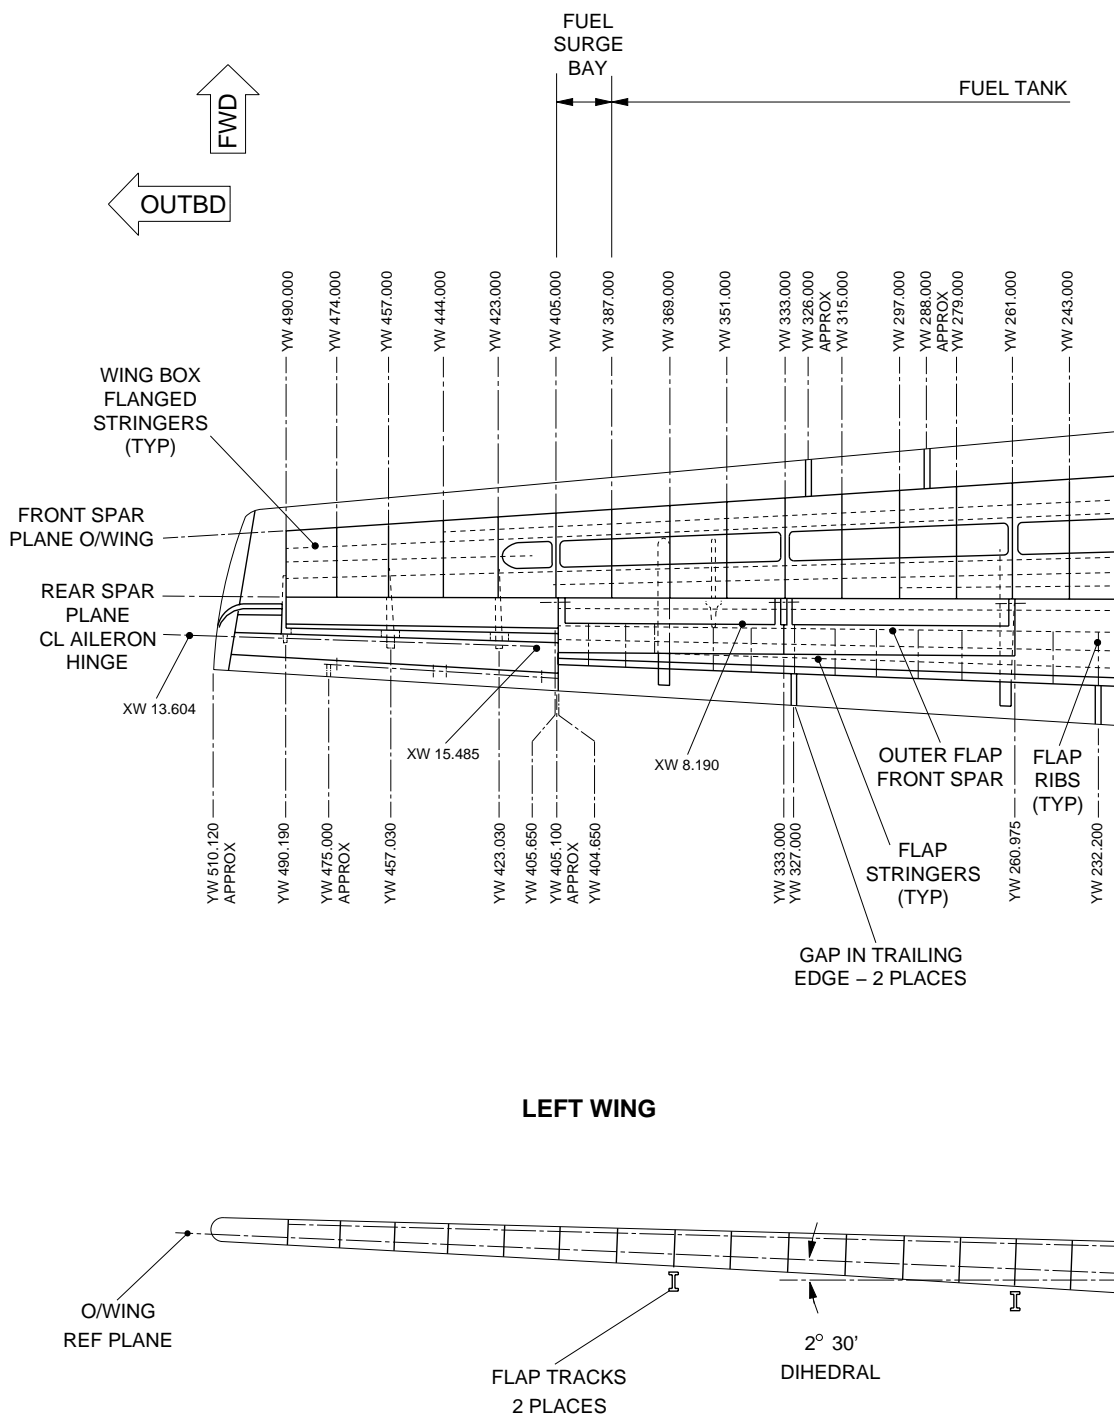 FUEL
SURGE
BAY
FUEL TANK
FWD
OUTBD
YW 490.000
YW 474.000
YW 457.000
YW 444.000
YW 423.000
YW 405.000
YW 387.000
YW 369.000
YW 351.000
YW 333.000
YW 326.000
APPROX
YW 315.000
YW 297.000
YW 288.000
APPROX
YW 279.000
YW 261.000
YW 243.000
WING BOX
FLANGED
STRINGERS
(TYP)
FRONT SPAR
PLANE O/WING
REAR SPAR
PLANE
CL AILERON
HINGE
XW 13.604
XW 15.485
XW 8.190
OUTER FLAP
FRONT SPAR
FLAP
RIBS
(TYP)
FLAP
STRINGERS
(TYP)
YW 510.120
APPROX
YW 490.190
YW 475.000
APPROX
YW 457.030
YW 423.030
YW 405.650
YW 405.100
APPROX
YW 404.650
YW 333.000
YW 327.000
YW 260.975
YW 232.200
GAP IN TRAILING
EDGE – 2 PLACES
LEFT WING
O/WING
REF PLANE
FLAP TRACKS
2 PLACES
2° 30'
DIHEDRAL